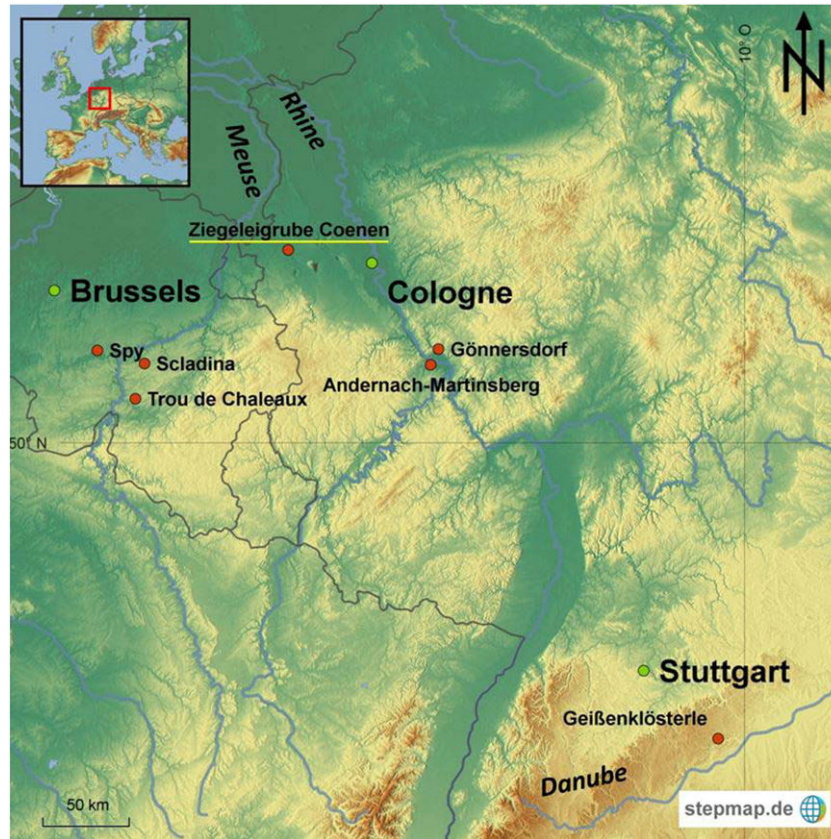 N
10° O
Rhine
Meuse
Ziegeleigrube Coenen
Brussels
Cologne
Spy
Scladina
Gönnersdorf
Andernach-Martinsberg
Trou de Chaleaux
50° N
Stuttgart
Geißenklösterle
Danube
50 km
stepmap.de